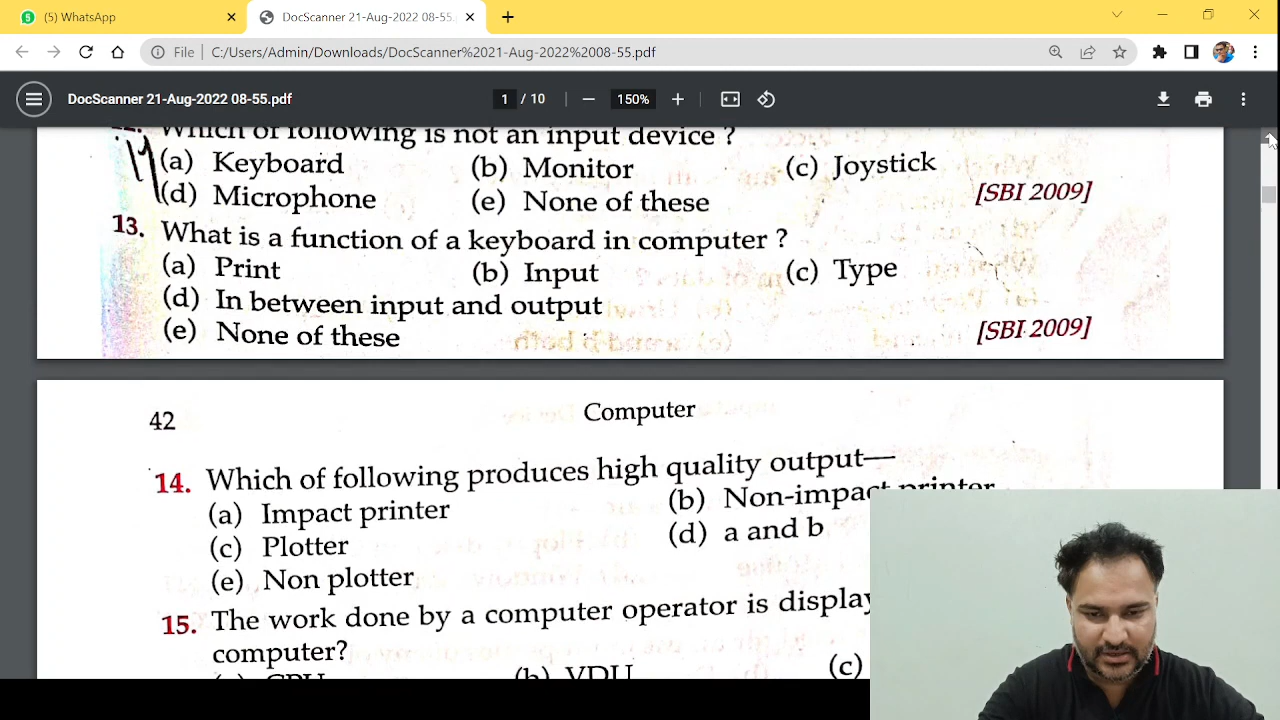 (5) WhatsApp
DocScanner 21-Aug-2022 08-55.
File
C:/Users/Admin/Downloads/DocScanner%2021-Aug-2022%2008-55.pdf
DocScanner 21-Aug-2022 08-55.pdf
1 / 10
150%
12. Which of following is not an input device ?
(a) Keyboard (b) Monitor (c) Joystick
(d) Microphone (e) None of these [SBI 2009]
13. What is a function of a keyboard in computer ?
(a) Print (b) Input (c) Type
(d) In between input and output
(e) None of these [SBI 2009]
42 Computer
14. Which of following produces high quality output—
(a) Impact printer (b) Non-impact printer
(c) Plotter (d) a and b
(e) Non plotter
15. The work done by a computer operator is display
computer?
(a) CPU (b) VDU (c)